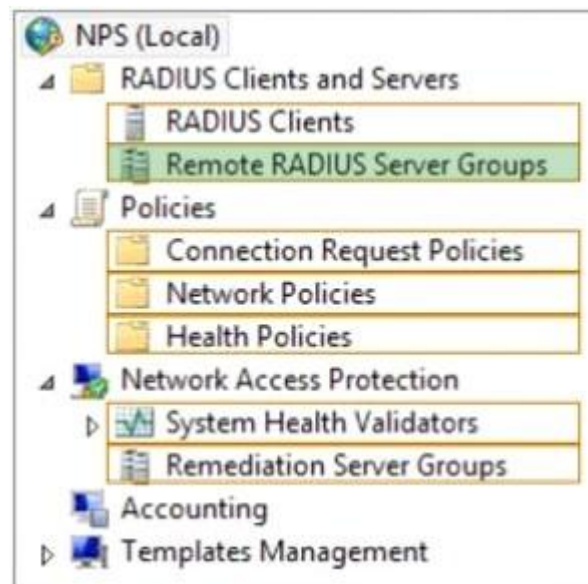 NPS (Local)
RADIUS Clients and Servers
RADIUS Clients
Remote RADIUS Server Groups
Policies
Connection Request Policies
Network Policies
Health Policies
Network Access Protection
System Health Validators
Remediation Server Groups
Accounting
Templates Management